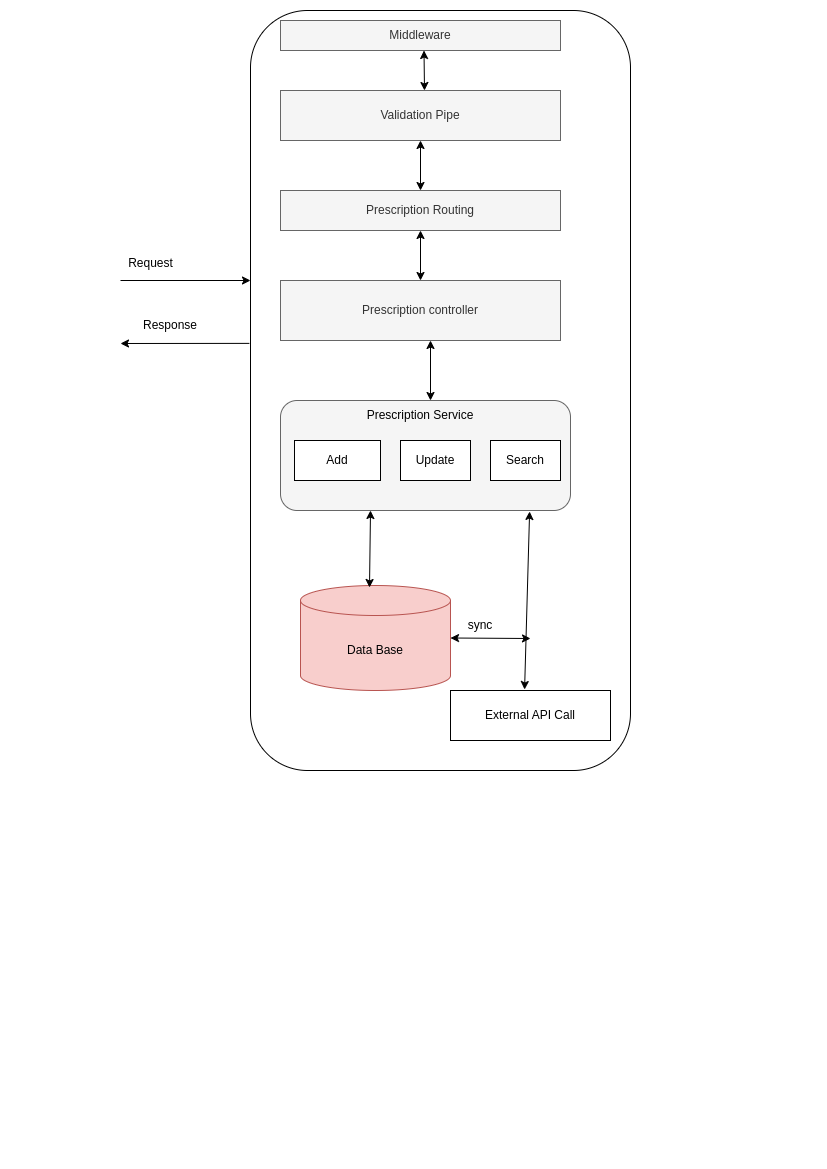 Middleware
Validation Pipe
Prescription Routing
Request
Prescription controller
Response
Prescription Service
Add
Update
Search
sync
Data Base
External API Call